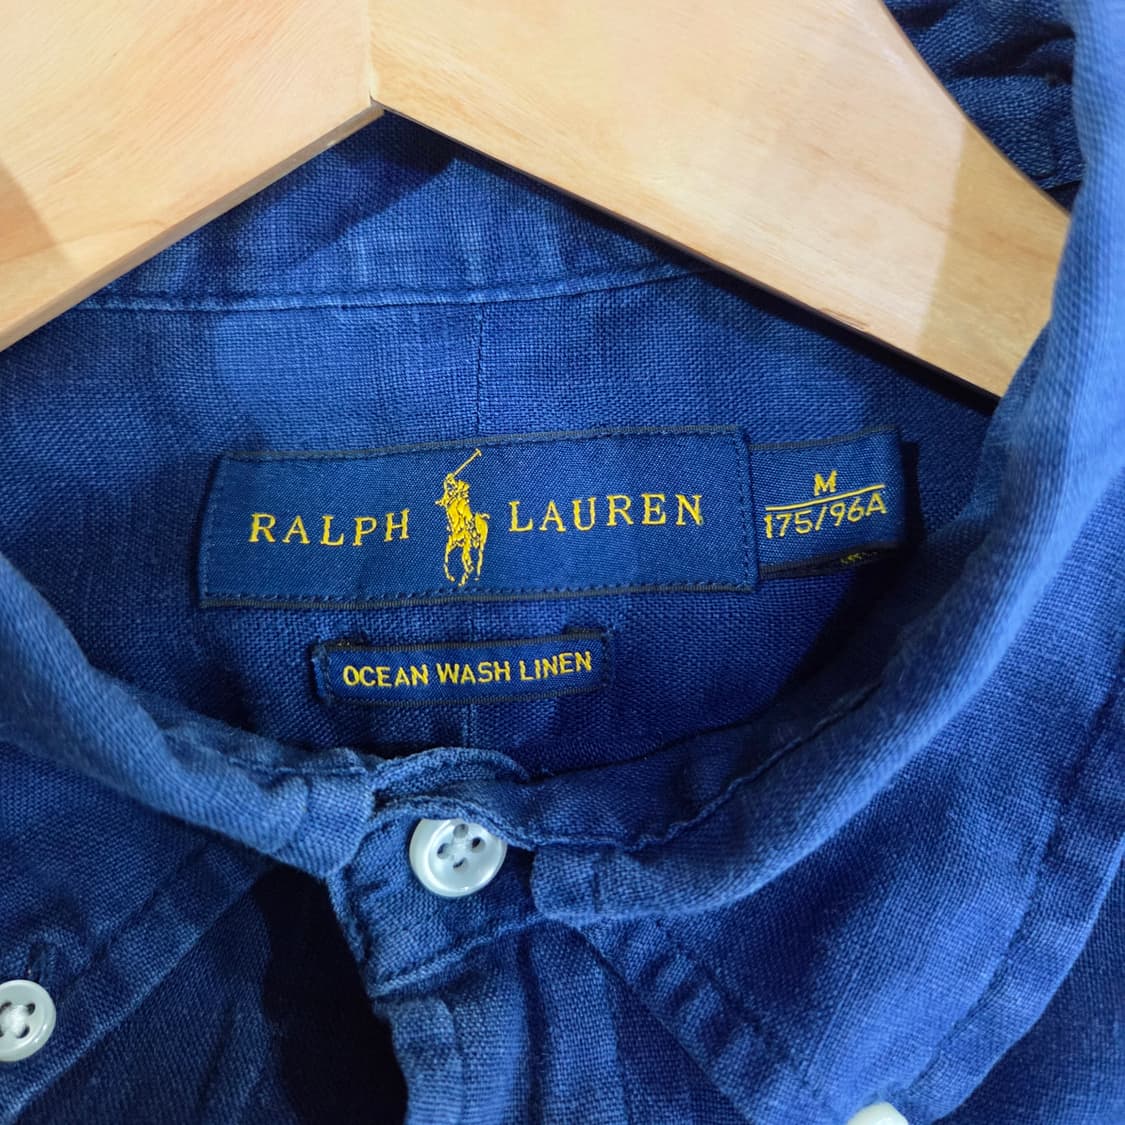 RALPH LAUREN
M
175/96A
OCEAN WASH LINEN